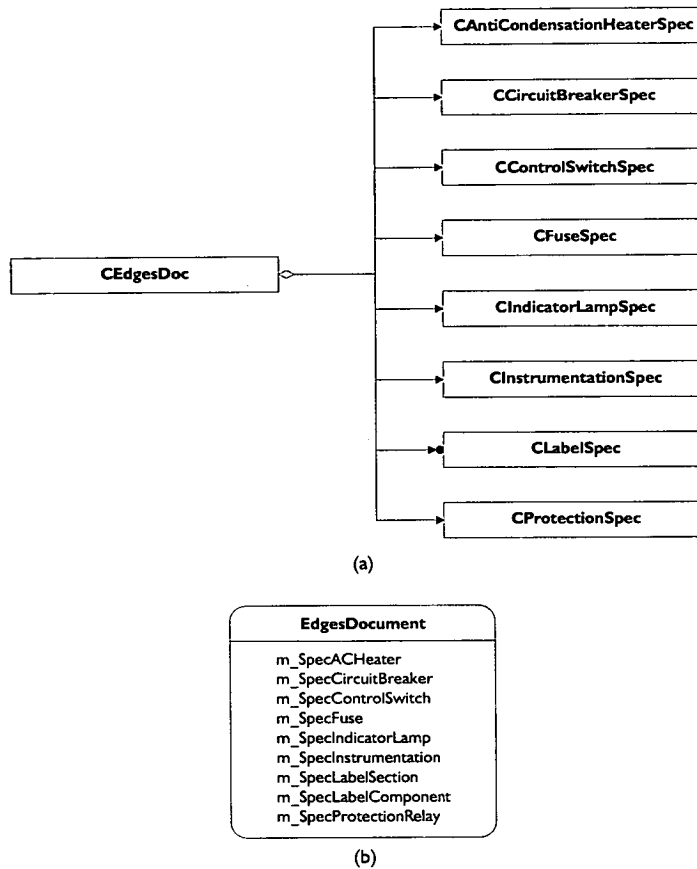 CAntiCondensationHeaterSpec
CCircuitBreakerSpec
CControlSwitchSpec
CFuseSpec
CEdgesDoc
CIndicatorLampSpec
CInstrumentationSpec
CLabelSpec
CProtectionSpec
(a)
EdgesDocument
m_SpecACHeater
m_SpecCircuitBreaker
m_SpecControlSwitch
m_SpecFuse
m_SpecIndicatorLamp
m_SpecInstrumentation
m_SpecLabelSection
m_SpecLabelComponent
m_SpecProtectionRelay
(b)